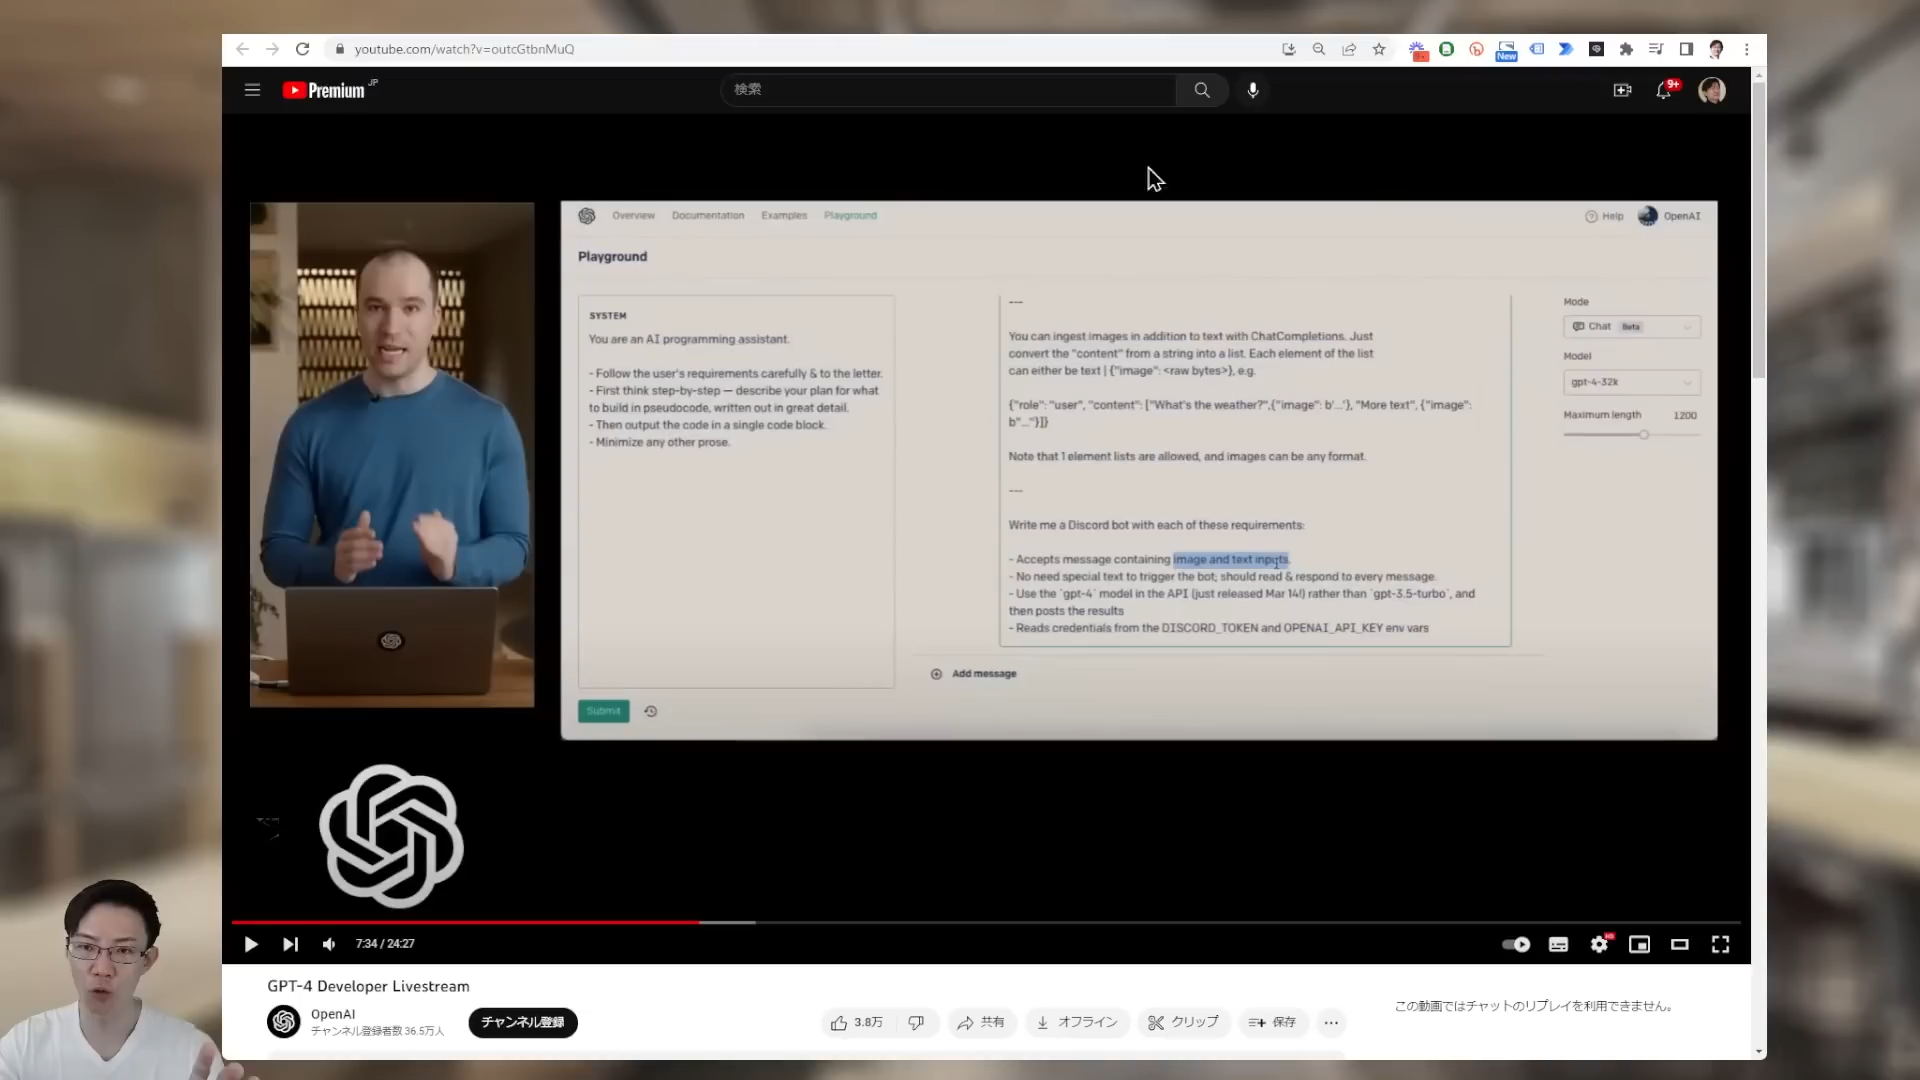 youtube.com/watch?v=outcGtbnMuQ
New
Premium JP
検索
9+
Overview Documentation Examples Playground
Help OpenAI
Playground
SYSTEM
You are an AI programming assistant.
- Follow the user's requirements carefully & to the letter.
- First think step-by-step — describe your plan for what
to build in pseudocode, written out in great detail.
- Then output the code in a single code block.
- Minimize any other prose.
---
You can ingest images in addition to text with ChatCompletions. Just
convert the "content" from a string into a list. Each element of the list
can either be text | {"image": <raw bytes>}, e.g.
{"role": "user", "content": ["What's the weather?",{"image": b'...'}, "More text", {"image":
b"..."}]}
Note that 1 element lists are allowed, and images can be any format.
---
Write me a Discord bot with each of these requirements:
- Accepts message containing image and text inputs.
- No need special text to trigger the bot; should read & respond to every message.
- Use the `gpt-4` model in the API (just released Mar 14!) rather than `gpt-3.5-turbo`, and
then posts the results
- Reads credentials from the DISCORD_TOKEN and OPENAI_API_KEY env vars
Add message
Mode
Chat Beta
Model
gpt-4-32k
Maximum length 1200
Submit
7:34 / 24:27
GPT-4 Developer Livestream
OpenAI
チャンネル登録者数 36.5万人
チャンネル登録
3.8万
共有
オフライン
クリップ
保存
この動画ではチャットのリプレイを利用できません。